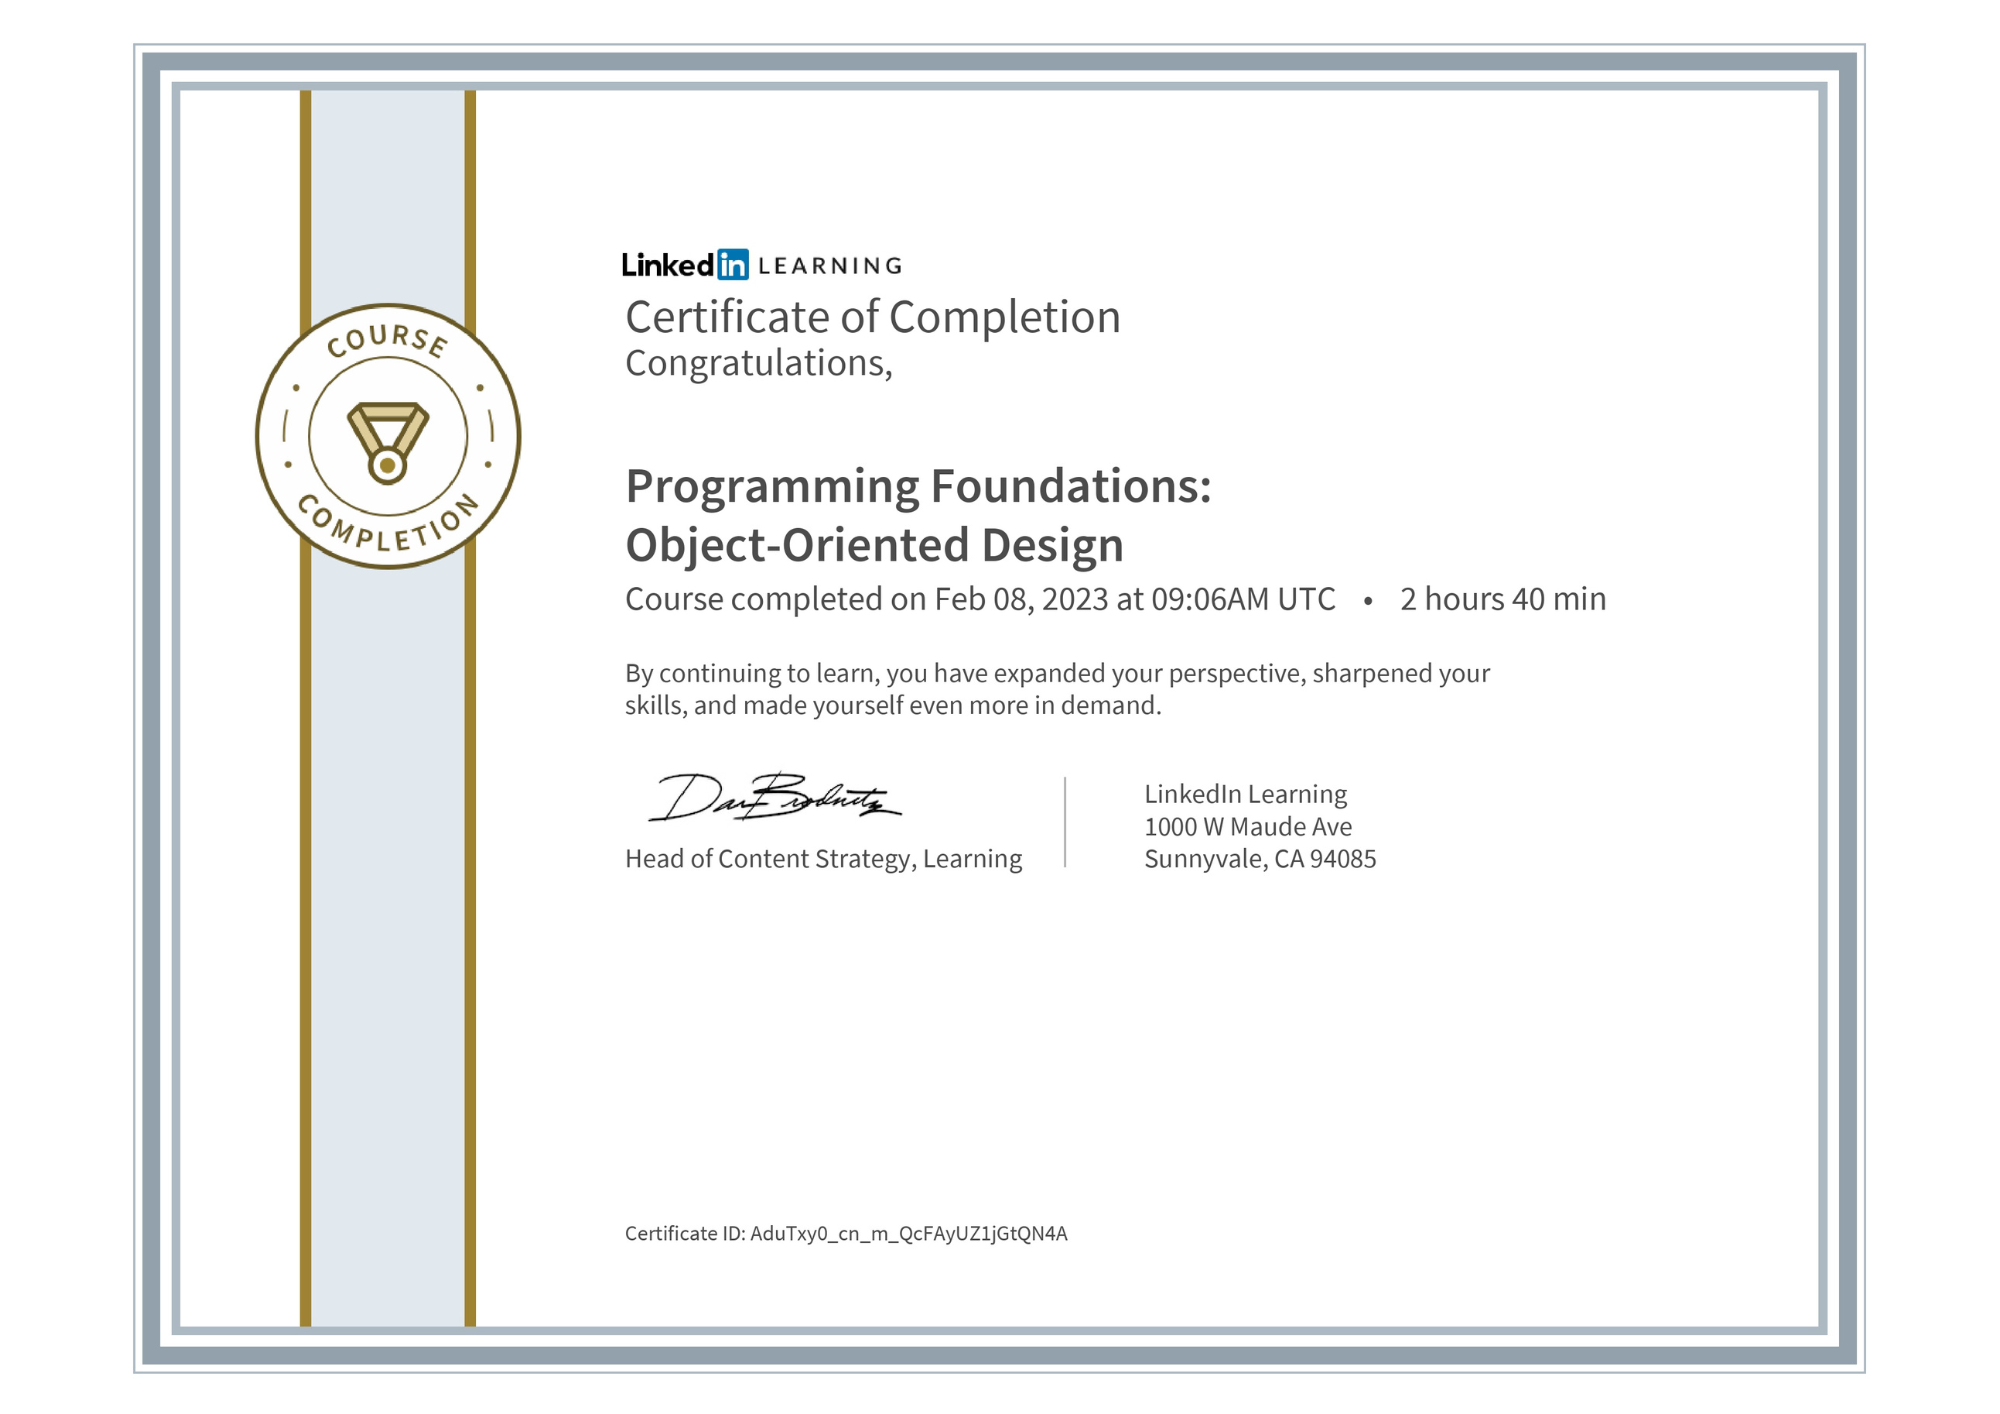 COURSE
COMPLETION
Linkedin LEARNING
Certificate of Completion
Congratulations,
Programming Foundations:
Object-Oriented Design
Course completed on Feb 08, 2023 at 09:06AM UTC • 2 hours 40 min
By continuing to learn, you have expanded your perspective, sharpened your
skills, and made yourself even more in demand.
Dan Brodnitz
Head of Content Strategy, Learning
LinkedIn Learning
1000 W Maude Ave
Sunnyvale, CA 94085
Certificate ID: AduTxy0_cn_m_QcFAyUZ1jGtQN4A